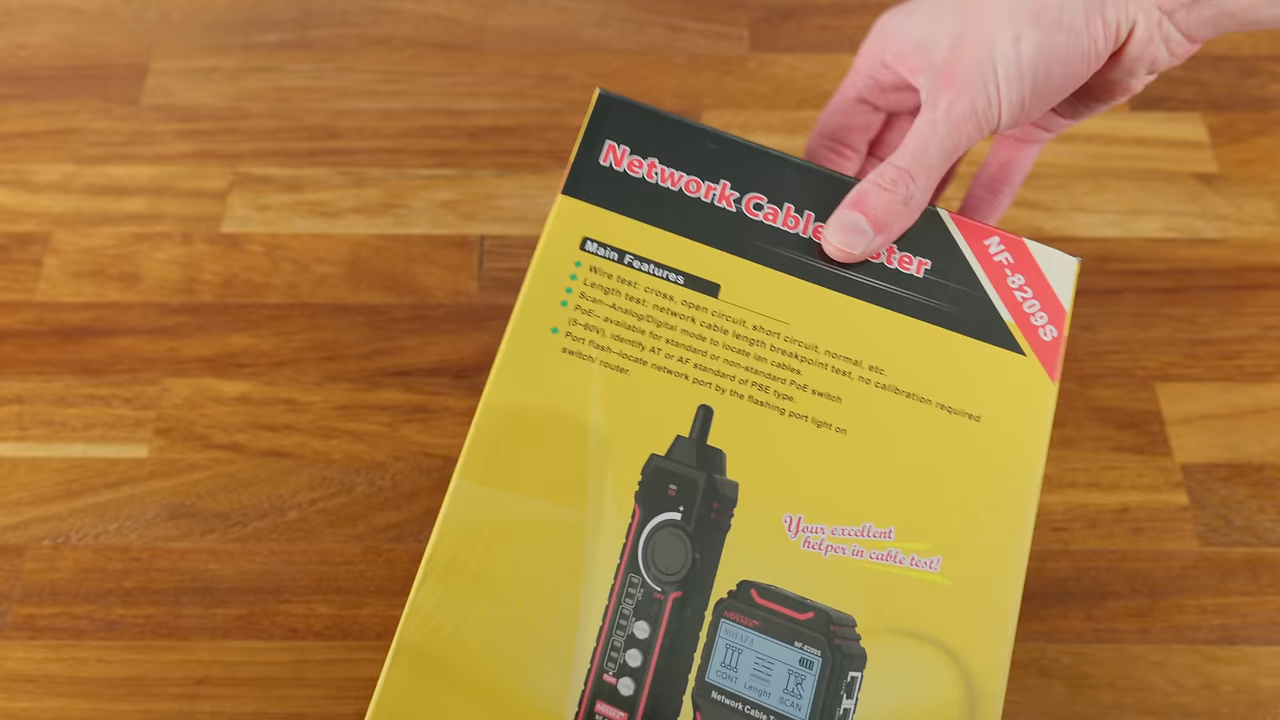 Network Cable ster
NF-8209S
Main Features
Wire test: cross, open circuit, short circuit, normal, etc.
Length test: network cable length breakpoint test, no calibration required
Scan–Analog/Digital mode to locate lan cables.
PoE– available for standard or non-standard PoE switch
(5–60V), identify AT or AF standard of PSE type.
Port flash–locate network port by the flashing port light on
switch/ router.
Your excellent
helper in cable test!
NOYAFA
NOYAFA
NF-8209S
CONT
Lenght
SCAN
Network Cable T
NOYAFA